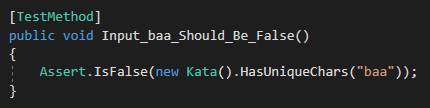 [TestMethod]
public void Input_baa_Should_Be_False()
{
    Assert.IsFalse(new Kata().HasUniqueChars("baa"));
}